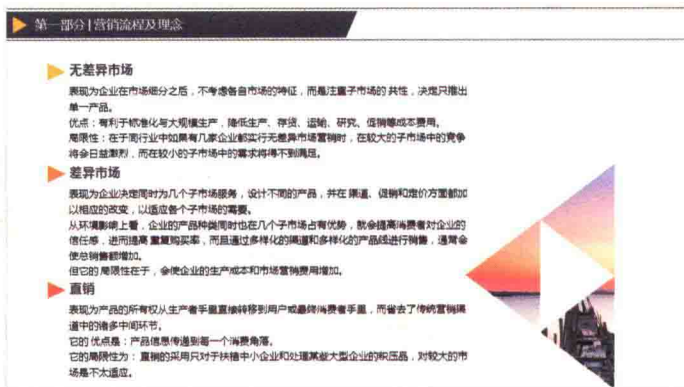 第一部分 | 营销流程及理念
无差异市场
表现为企业在市场细分之后，不考虑各自市场的特征，而是注重子市场的共性，决定只推出
单一产品。
优点：有利于标准化与大规模生产，降低生产、存货、运输、研究、促销等成本费用。
局限性：在于同行业中如果有几家企业都实行无差异市场营销时，在较大的子市场中的竞争
将会日益激烈，而在较小的子市场中的需求将得不到满足。
差异市场
表现为企业决定同时为几个子市场服务，设计不同的产品，并在渠道、促销和定价方面都加
以相应的改变，以适应各个子市场的需要。
从环境影响上看，企业的产品种类同时也在几个子市场占有优势，就会提高消费者对企业的
信任感，进而提高重复购买率，而且通过多样化的渠道和多样化的产品线进行销售，通常会
使总销售额增加。
但它的局限性在于，会使企业的生产成本和市场营销费用增加。
直销
表现为产品的所有权从生产者手里直接转移到用户或最终消费者手里，而省去了传统营销渠
道中的诸多中间环节。
它的优点是：产品信息传递到每一个消费角落。
它的局限性为：直销的采用只对于扶植中小企业和处理某些大型企业的积压品，对较大的市
场是不太适应。